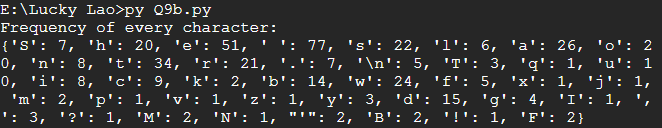 E:\Lucky Lao>py Q9b.py
Frequency of every character:
{'S': 7, 'h': 20, 'e': 51, ' ': 77, 's': 22, 'l': 6, 'a': 26, 'o': 2
0, 'n': 8, 't': 34, 'r': 21, '.': 7, '\n': 5, 'T': 3, 'q': 1, 'u': 1
0, 'i': 8, 'c': 9, 'k': 2, 'b': 14, 'w': 24, 'f': 5, 'x': 1, 'j': 1,
 'm': 2, 'p': 1, 'v': 1, 'z': 1, 'y': 3, 'd': 15, 'g': 4, 'I': 1, ',
': 3, '?': 1, 'M': 2, 'N': 1, "'": 2, 'B': 2, '!': 1, 'F': 2}